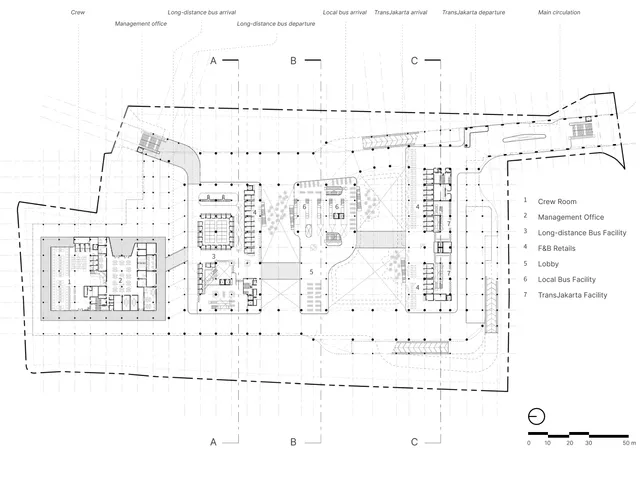 Crew
Long-distance bus arrival
Local bus arrival
TransJakarta arrival
TransJakarta departure
Main circulation
Management office
Long-distance bus departure
A
B
C
6
6
4
4
7
3
5
1
2
7
4
1 Crew Room
2 Management Office
3 Long-distance Bus Facility
4 F&B Retails
5 Lobby
6 Local Bus Facility
7 TransJakarta Facility
A
B
C
0 10 20 30 50 m